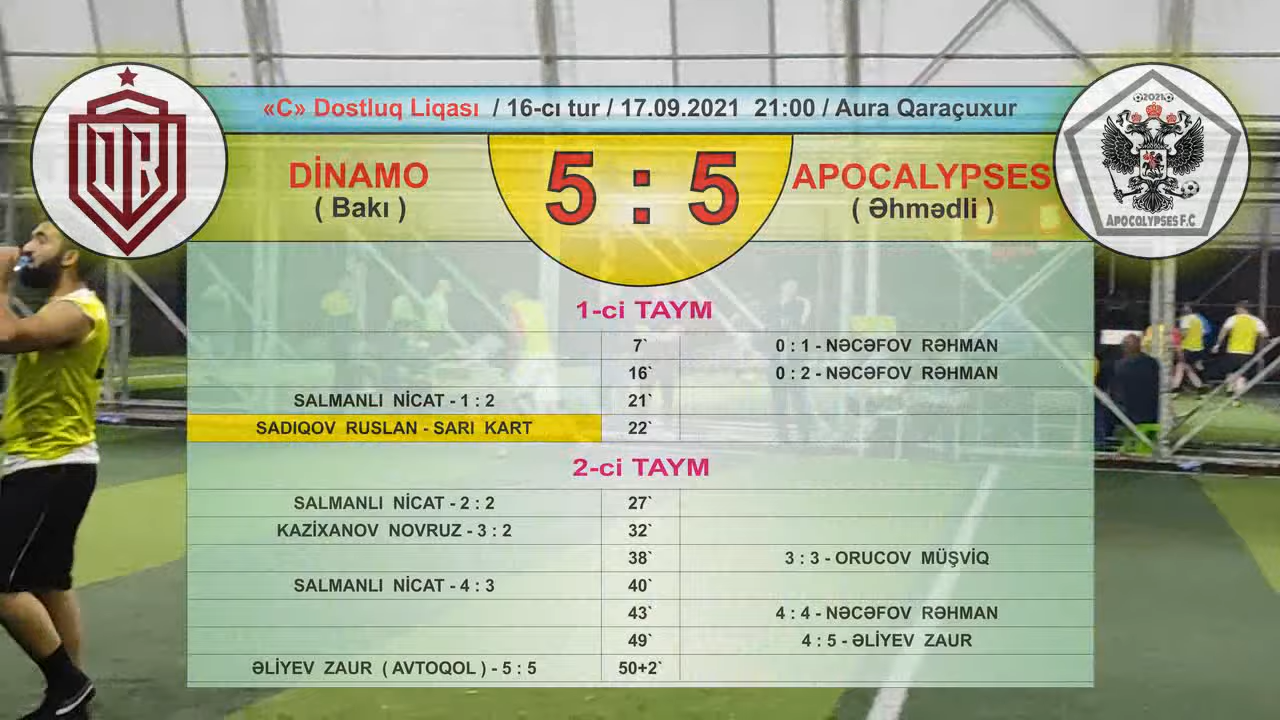 «C» Dostluq Liqası / 16-cı tur / 17.09.2021 21:00 / Aura Qaraçuxur
DİNAMO 5 : 5 APOCALYPSES
( Bakı ) ( Əhmədli )
2021
APOCOLYPSES F.C
1-ci TAYM
7` 0 : 1 - NƏCƏFOV RƏHMAN
16` 0 : 2 - NƏCƏFOV RƏHMAN
SALMANLI NİCAT - 1 : 2 21`
SADIQOV RUSLAN - SARI KART 22`
2-ci TAYM
SALMANLI NİCAT - 2 : 2 27`
KAZİXANOV NOVRUZ - 3 : 2 32`
38` 3 : 3 - ORUCOV MÜŞVİQ
SALMANLI NİCAT - 4 : 3 40`
43` 4 : 4 - NƏCƏFOV RƏHMAN
49` 4 : 5 - ƏLİYEV ZAUR
ƏLİYEV ZAUR ( AVTOQOL ) - 5 : 5 50+2`